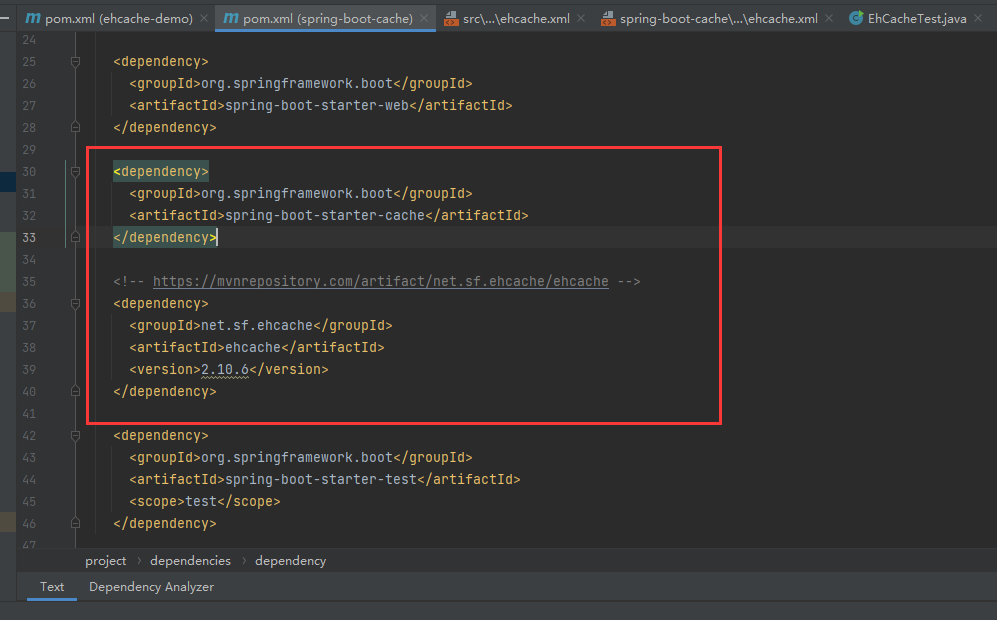 pom.xml (ehcache-demo) pom.xml (spring-boot-cache) src\...\ehcache.xml spring-boot-cache\...\ehcache.xml EhCacheTest.java
24
25 <dependency>
26 <groupId>org.springframework.boot</groupId>
27 <artifactId>spring-boot-starter-web</artifactId>
28 </dependency>
29
30 <dependency>
31 <groupId>org.springframework.boot</groupId>
32 <artifactId>spring-boot-starter-cache</artifactId>
33 </dependency>
34
35 <!-- https://mvnrepository.com/artifact/net.sf.ehcache/ehcache -->
36 <dependency>
37 <groupId>net.sf.ehcache</groupId>
38 <artifactId>ehcache</artifactId>
39 <version>2.10.6</version>
40 </dependency>
41
42 <dependency>
43 <groupId>org.springframework.boot</groupId>
44 <artifactId>spring-boot-starter-test</artifactId>
45 <scope>test</scope>
46 </dependency>
47
project › dependencies › dependency
Text Dependency Analyzer